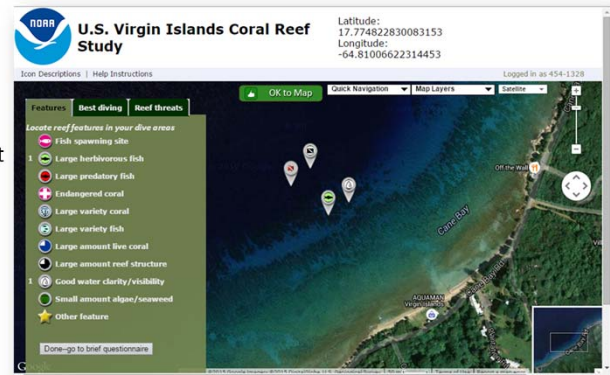 NOAA
U.S. Virgin Islands Coral Reef
Study
Latitude:
17.774822830083153
Longitude:
-64.81006622314453
Icon Descriptions | Help Instructions
Logged in as 454-1328
OK to Map
Quick Navigation
Map Layers
Satellite
Features
Best diving
Reef threats
Locate reef features in your dive areas
Fish spawning site
t
1 Large herbivorous fish
Large predatory fish
Endangered coral
Large variety coral
Large variety fish
Large amount live coral
Large amount reef structure
1 Good water clarity/visibility
Small amount algae/seaweed
Other feature
Done--go to brief questionnaire
Off the Wall
Cane Bay
AQUAMAN
Virgin Islands
Google